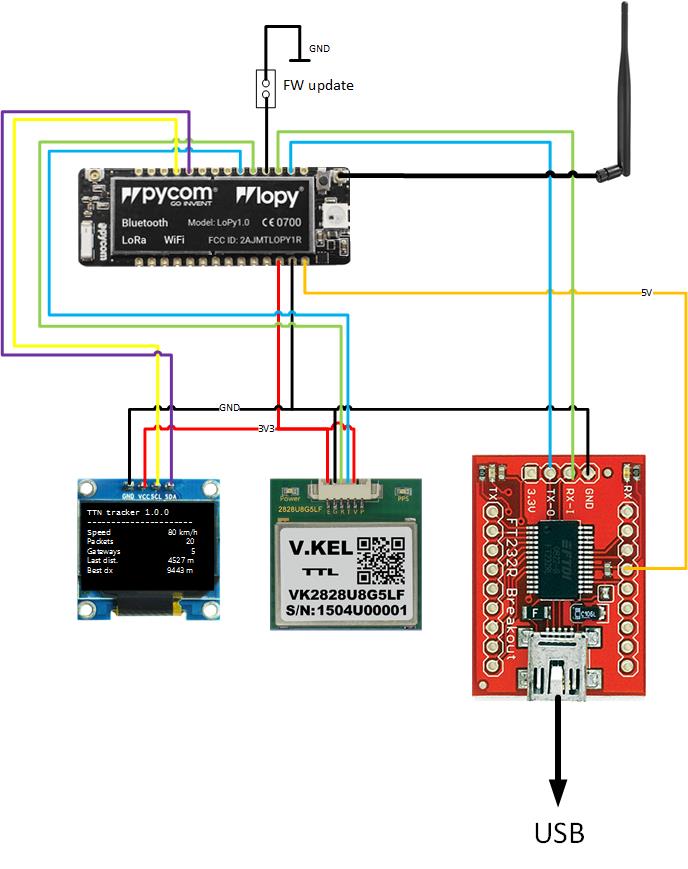 GND
FW update
pycom®
GO INVENT
lopy®
Bluetooth
Model: LoPy1.0
CE0700
LoRa
WiFi
FCC ID: 2AJMTLOPY1R
pycom
5V
GND
3V3
GND VCC SCL SDA
TTN tracker 1.0.0
----------------------
Speed 80 km/h
Packets 20
Gateways 5
Last dist. 4527 m
Best dx 9443 m
Power
PPS
2828U8G5LF
E G R T V P
V.KEL
TTL
VK2828U8G5LF
S/N:1504U00001
TX
3.3V
TX-O
RX-I
GND
RX
FT232R Breakout
FTDI
F
USB